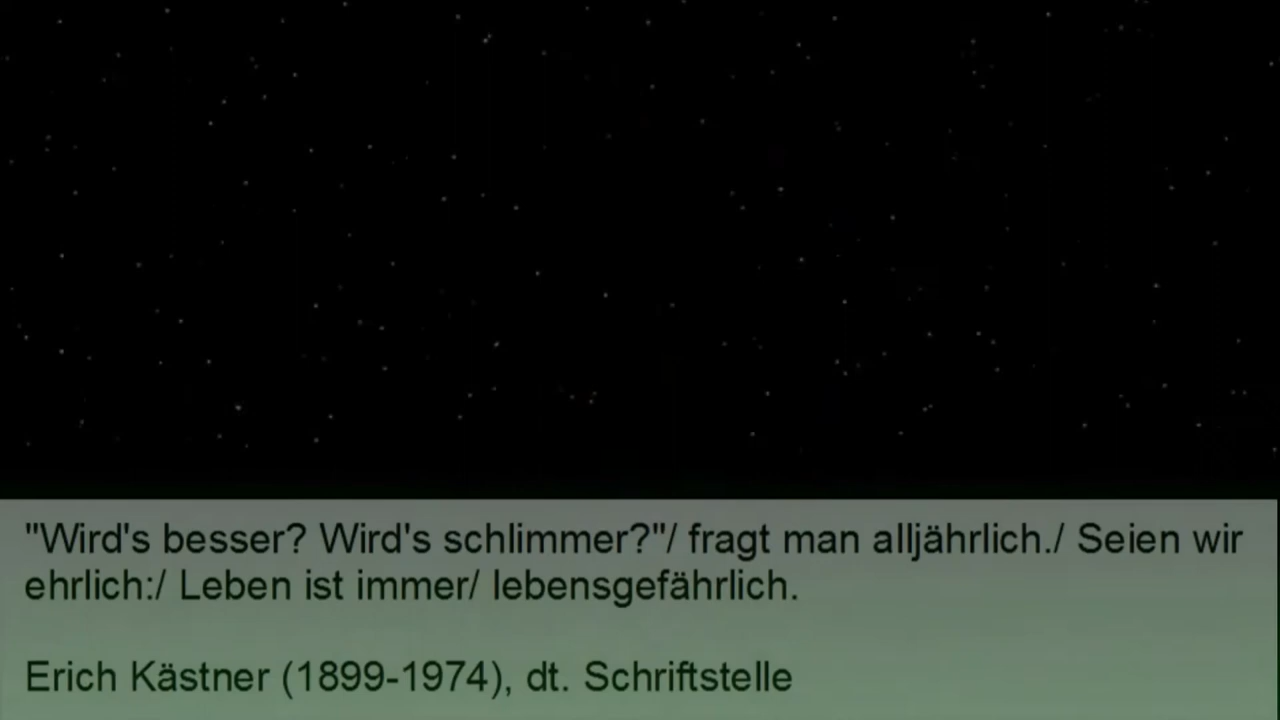 "Wird's besser? Wird's schlimmer?"/ fragt man alljährlich./ Seien wir
ehrlich:/ Leben ist immer/ lebensgefährlich.
Erich Kästner (1899-1974), dt. Schriftstelle